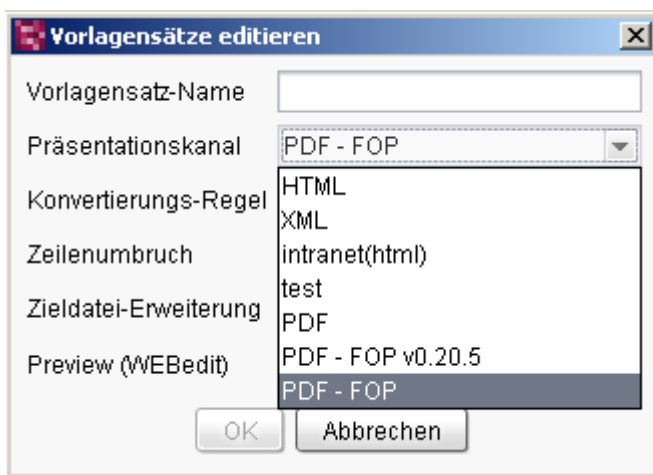 Vorlagensätze editieren
Vorlagensatz-Name
Präsentationskanal PDF - FOP
Konvertierungs-Regel
Zeilenumbruch
Zieldatei-Erweiterung
Preview (WEBedit)
HTML
XML
intranet(html)
test
PDF
PDF - FOP v0.20.5
PDF - FOP
OK Abbrechen